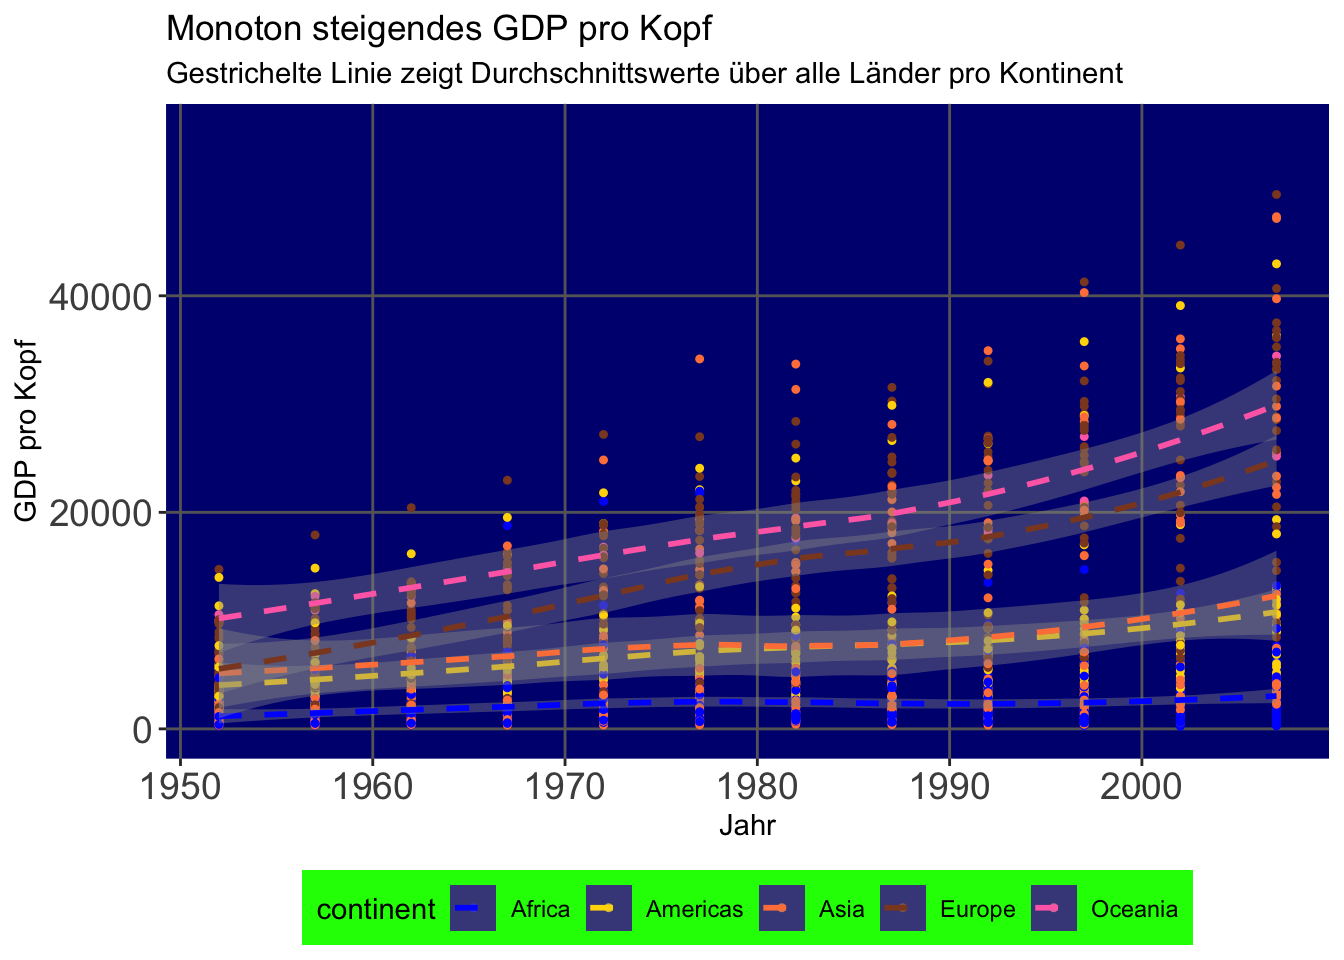 Monoton steigendes GDP pro Kopf
Gestrichelte Linie zeigt Durchschnittswerte über alle Länder pro Kontinent
GDP pro Kopf
40000
20000
0
1950 1960 1970 1980 1990 2000
Jahr
continent Africa Americas Asia Europe Oceania